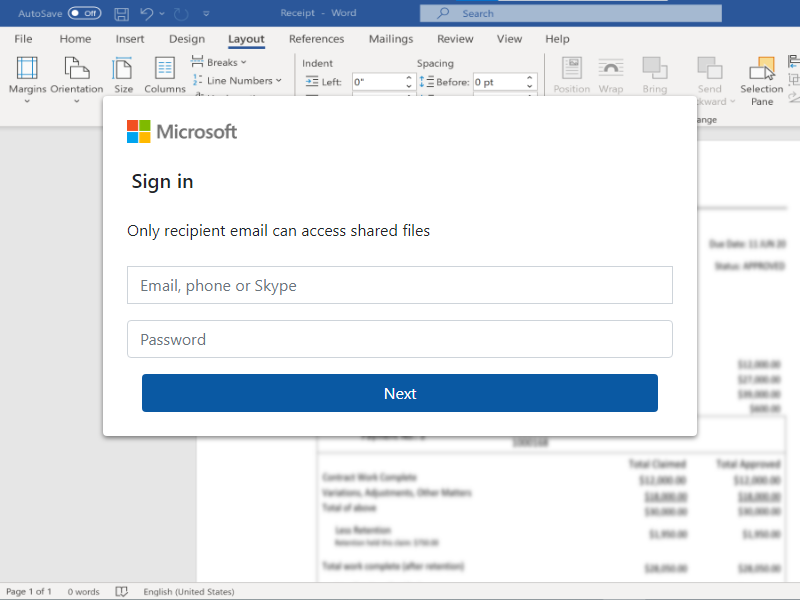 AutoSave Off Receipt - Word Search
File Home Insert Design Layout References Mailings Review View Help
Breaks Indent Spacing
Line Numbers Left: 0" Before: 0 pt
Margins Orientation Size Columns Position Wrap Bring Send Selection
kward Pane
ange
Microsoft
Sign in
Only recipient email can access shared files
Email, phone or Skype
Password
Next
Due Date: 11 JUN 20
Status: APPROVED
$12,000.00
$27,000.00
$39,000.00
$600.00
Total Claimed Total Approved
Contract Work Complete $12,000.00 $12,000.00
Variations, Adjustments, Other Matters $18,000.00 $18,000.00
Total of above $30,000.00 $30,000.00
Less Retention $1,950.00 $1,950.00
Total work complete (after retention) $28,050.00 $28,050.00
Page 1 of 1 0 words English (United States)